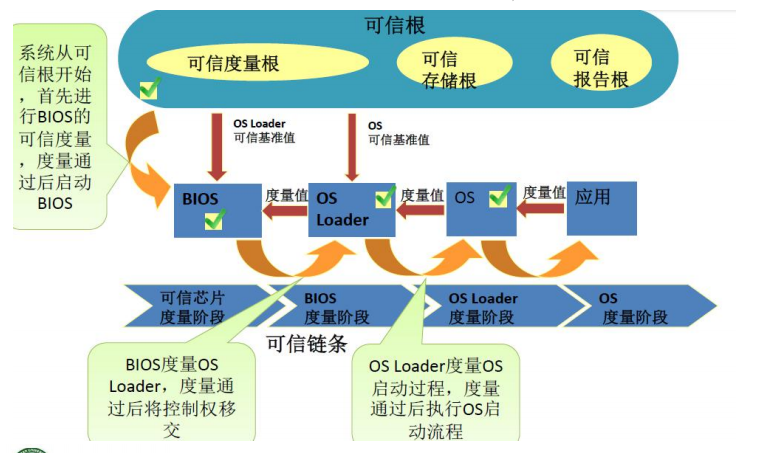 可信根
可信度量根
可信
存储根
可信
报告根
系统从可
信根开始
，首先进
行BIOS的
可信度量
，度量通
过后启动
BIOS
OS Loader
可信基准值
OS
可信基准值
BIOS
度量值
OS
Loader
度量值
OS
度量值
应用
可信芯片
度量阶段
BIOS
度量阶段
OS Loader
度量阶段
OS
度量阶段
可信链条
BIOS度量OS
Loader，度量通
过后将控制权移
交
OS Loader度量OS
启动过程，度量
通过后执行OS启
动流程